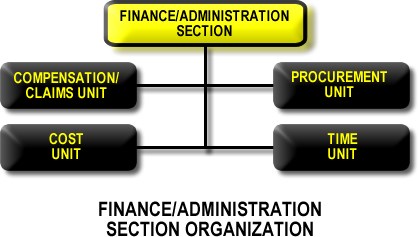 FINANCE/ADMINISTRATION
SECTION
COMPENSATION/
CLAIMS UNIT
PROCUREMENT
UNIT
COST
UNIT
TIME
UNIT
FINANCE/ADMINISTRATION
SECTION ORGANIZATION